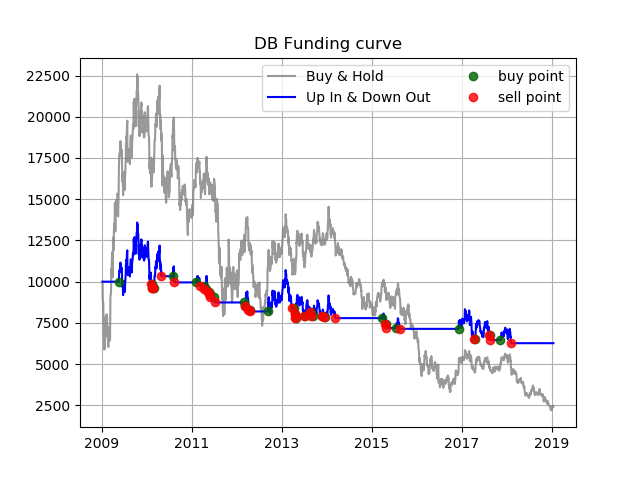 DB Funding curve
Buy & Hold
Up In & Down Out
buy point
sell point
22500
20000
17500
15000
12500
10000
7500
5000
2500
2009 2011 2013 2015 2017 2019